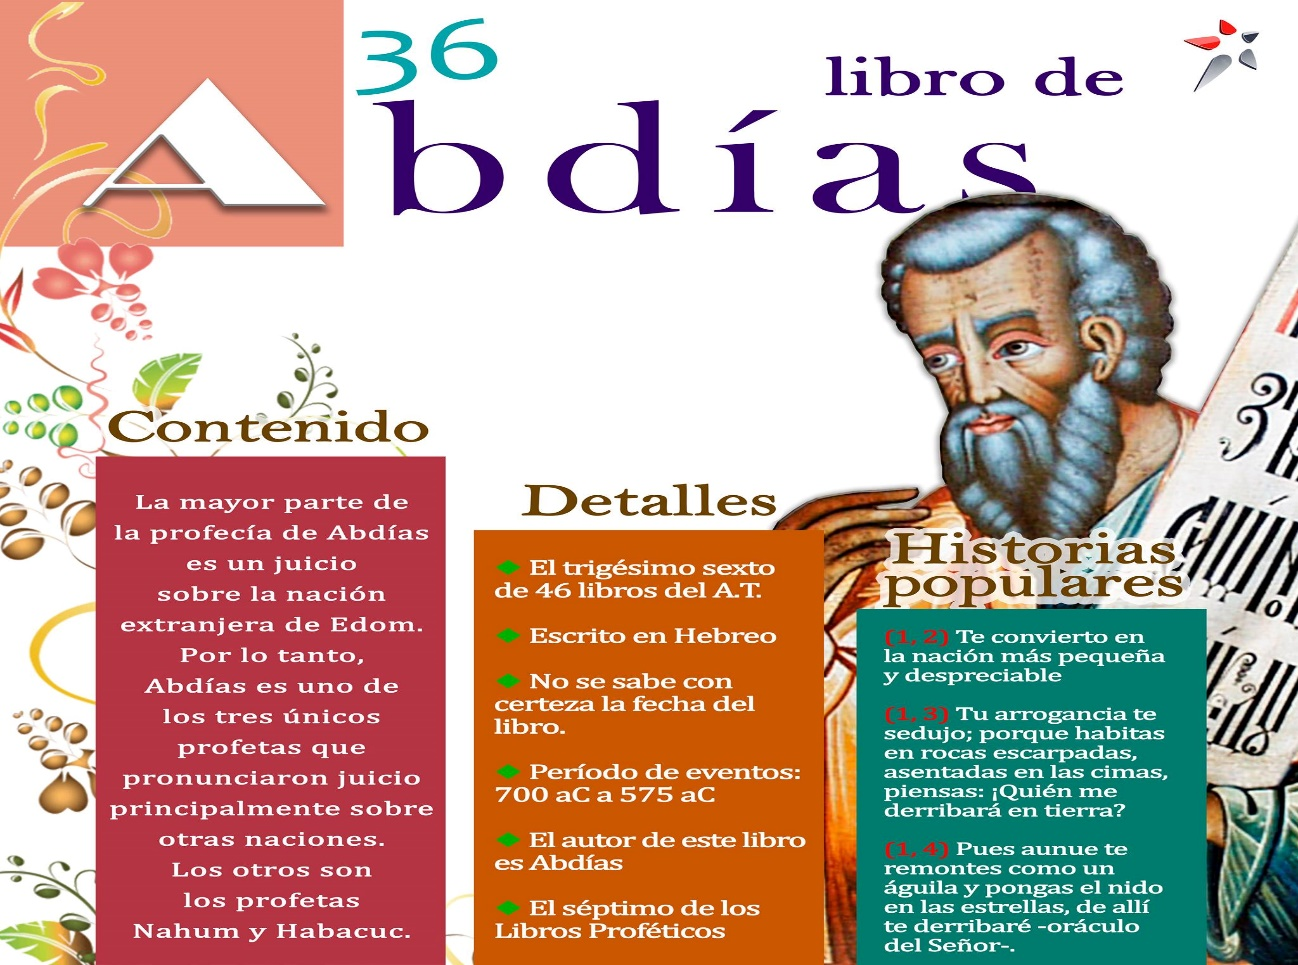 36
libro de
Abdías
Contenido
La mayor parte de
la profecía de Abdías
es un juicio
sobre la nación
extranjera de Edom.
Por lo tanto,
Abdías es uno de
los tres únicos
profetas que
pronunciaron juicio
principalmente sobre
otras naciones.
Los otros son
los profetas
Nahum y Habacuc.
Detalles
El trigésimo sexto
de 46 libros del A.T.
Escrito en Hebreo
No se sabe con
certeza la fecha del
libro.
Período de eventos:
700 aC a 575 aC
El autor de este libro
es Abdías
El séptimo de los
Libros Proféticos
Historias
populares
(1, 2) Te convierto en
la nación más pequeña
y despreciable
(1, 3) Tu arrogancia te
sedujo; porque habitas
en rocas escarpadas,
asentadas en las cimas,
piensas: ¡Quién me
derribará en tierra?
(1, 4) Pues aunue te
remontes como un
águila y pongas el nido
en las estrellas, de allí
te derribaré -oráculo
del Señor-.